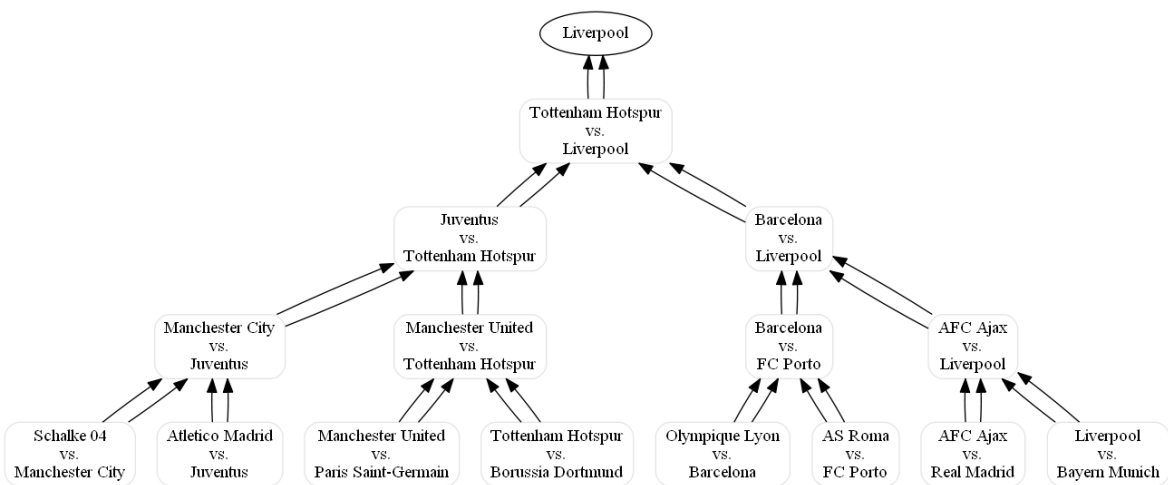 Liverpool
Tottenham Hotspur
vs.
Liverpool
Juventus
vs.
Tottenham Hotspur
Barcelona
vs.
Liverpool
Manchester City
vs.
Juventus
Manchester United
vs.
Tottenham Hotspur
Barcelona
vs.
FC Porto
AFC Ajax
vs.
Liverpool
Schalke 04
vs.
Manchester City
Atletico Madrid
vs.
Juventus
Manchester United
vs.
Paris Saint-Germain
Tottenham Hotspur
vs.
Borussia Dortmund
Olympique Lyon
vs.
Barcelona
AS Roma
vs.
FC Porto
AFC Ajax
vs.
Real Madrid
Liverpool
vs.
Bayern Munich